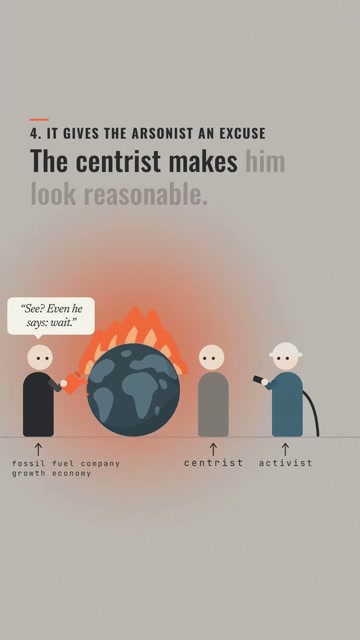 4. IT GIVES THE ARSONIST AN EXCUSE
The centrist makes him
look reasonable.
“See? Even he
says: wait.”
fossil fuel company
growth economy
centrist
activist